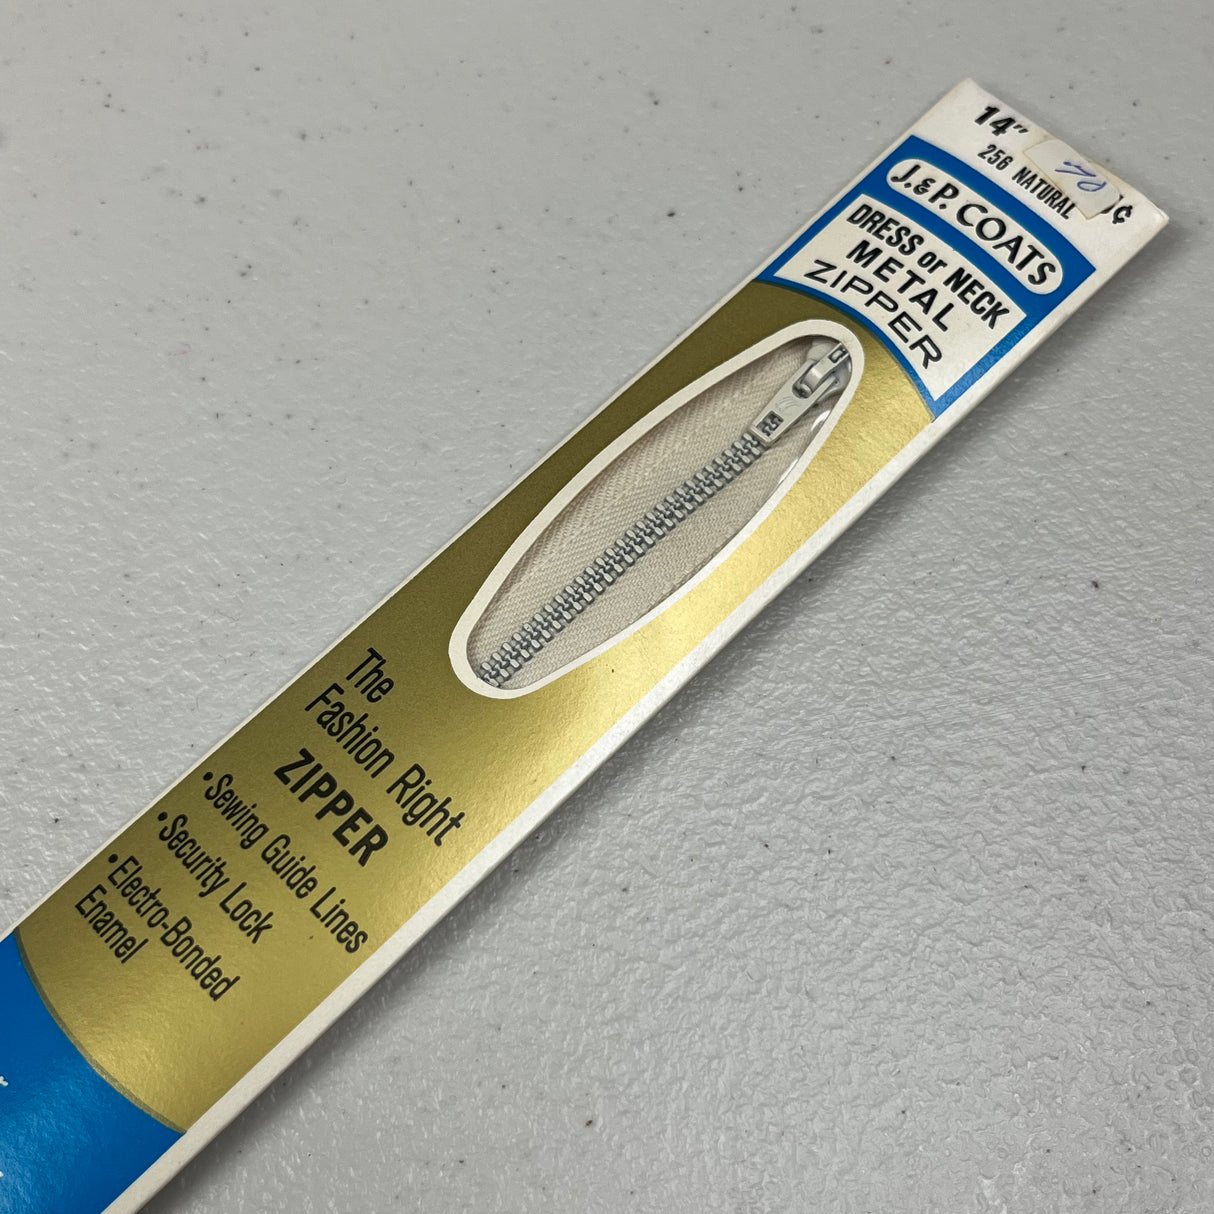 14"
256 NATURAL ¢
J. & P. COATS
DRESS or NECK
METAL
ZIPPER
The
Fashion Right
ZIPPER
•Sewing Guide Lines
•Security Lock
•Electro-Bonded
Enamel